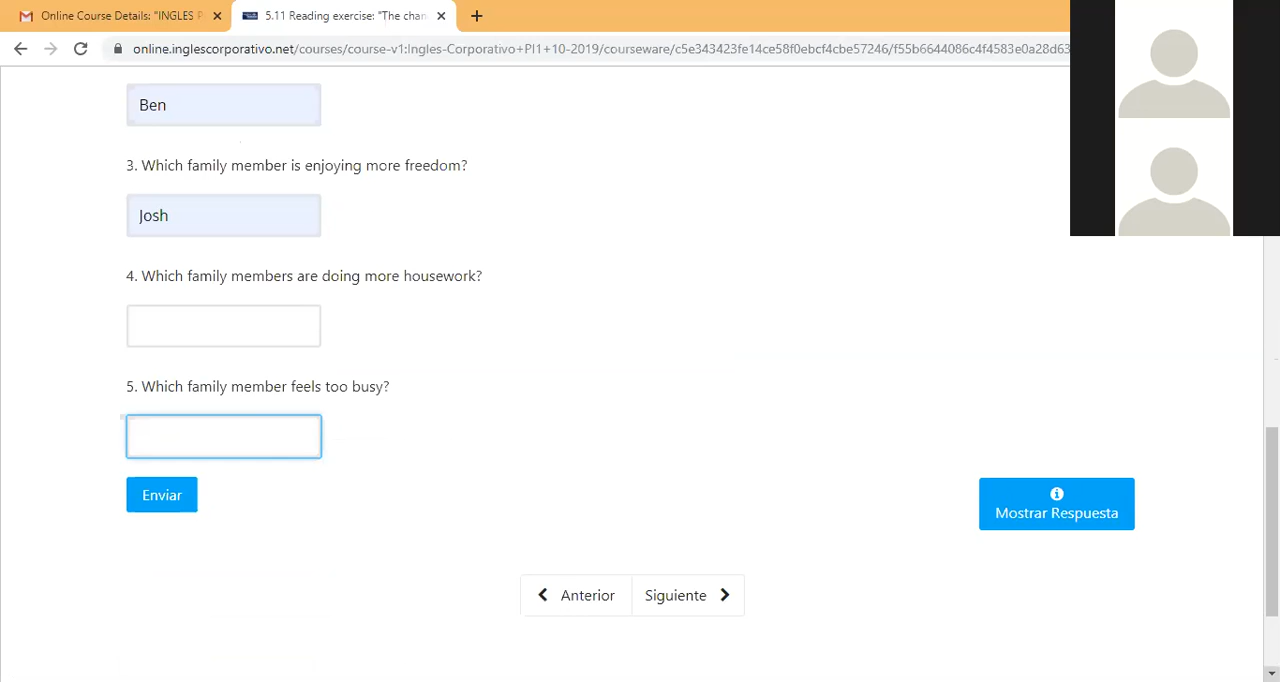 Online Course Details: "INGLES P
5.11 Reading exercise: "The chan
online.inglescorporativo.net/courses/course-v1:Ingles-Corporativo+PI1+10-2019/courseware/c5e343423fe14ce58f0ebcf4cbe57246/f55b6644086c4f4583e0a28d63
Ben
3. Which family member is enjoying more freedom?
Josh
4. Which family members are doing more housework?
5. Which family member feels too busy?
Enviar
Mostrar Respuesta
Anterior
Siguiente